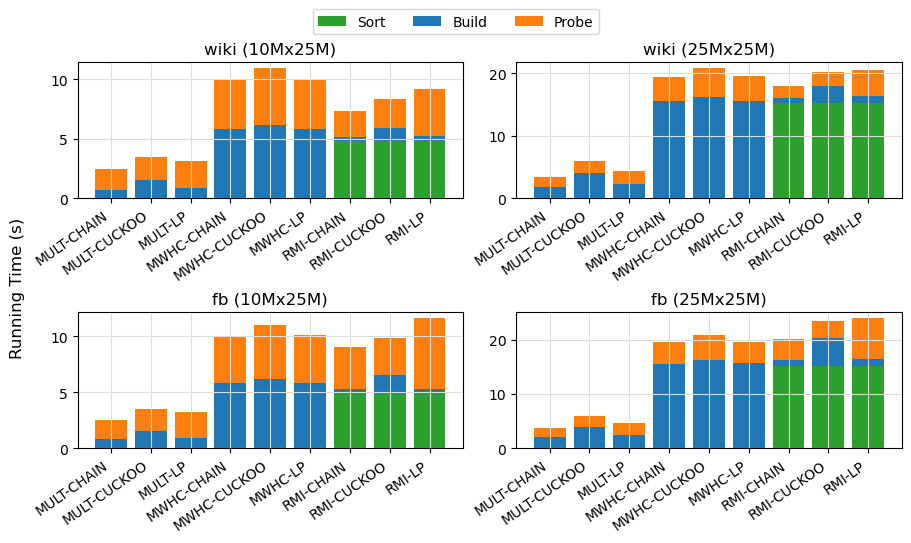 Sort Build Probe
wiki (10Mx25M)
10
5
0
MULT-CHAIN
MULT-CUCKOO
MULT-LP
MWHC-CHAIN
MWHC-CUCKOO
MWHC-LP
RMI-CHAIN
RMI-CUCKOO
RMI-LP
wiki (25Mx25M)
20
10
0
MULT-CHAIN
MULT-CUCKOO
MULT-LP
MWHC-CHAIN
MWHC-CUCKOO
MWHC-LP
RMI-CHAIN
RMI-CUCKOO
RMI-LP
Running Time (s)
fb (10Mx25M)
10
5
0
MULT-CHAIN
MULT-CUCKOO
MULT-LP
MWHC-CHAIN
MWHC-CUCKOO
MWHC-LP
RMI-CHAIN
RMI-CUCKOO
RMI-LP
fb (25Mx25M)
20
10
0
MULT-CHAIN
MULT-CUCKOO
MULT-LP
MWHC-CHAIN
MWHC-CUCKOO
MWHC-LP
RMI-CHAIN
RMI-CUCKOO
RMI-LP